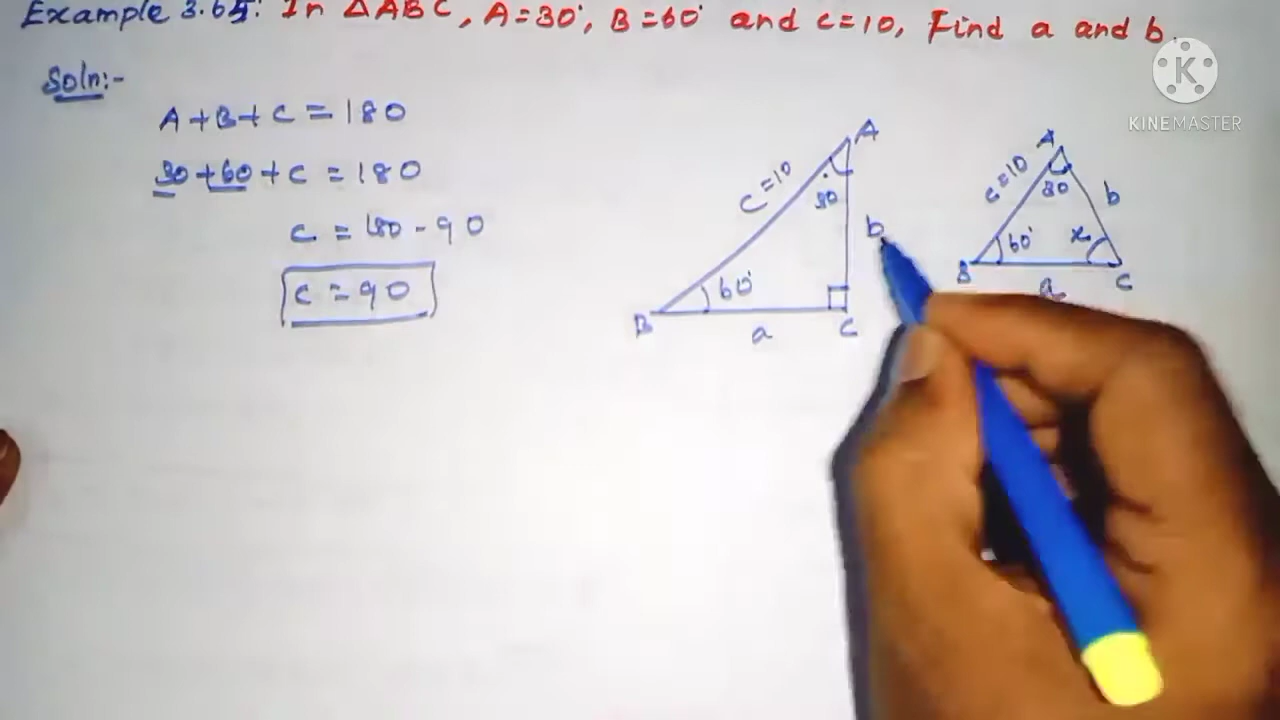 Example 3.65: In △ABC, A=30°, B=60° and c=10, Find a and b.
Soln:-
A+B+C=180
30+60+C=180
C=180-90
C=90
A
C=10
30
b
60°
B
a
C
A
c=10
30
b
60°
x
B
a
C
K
KINEMASTER